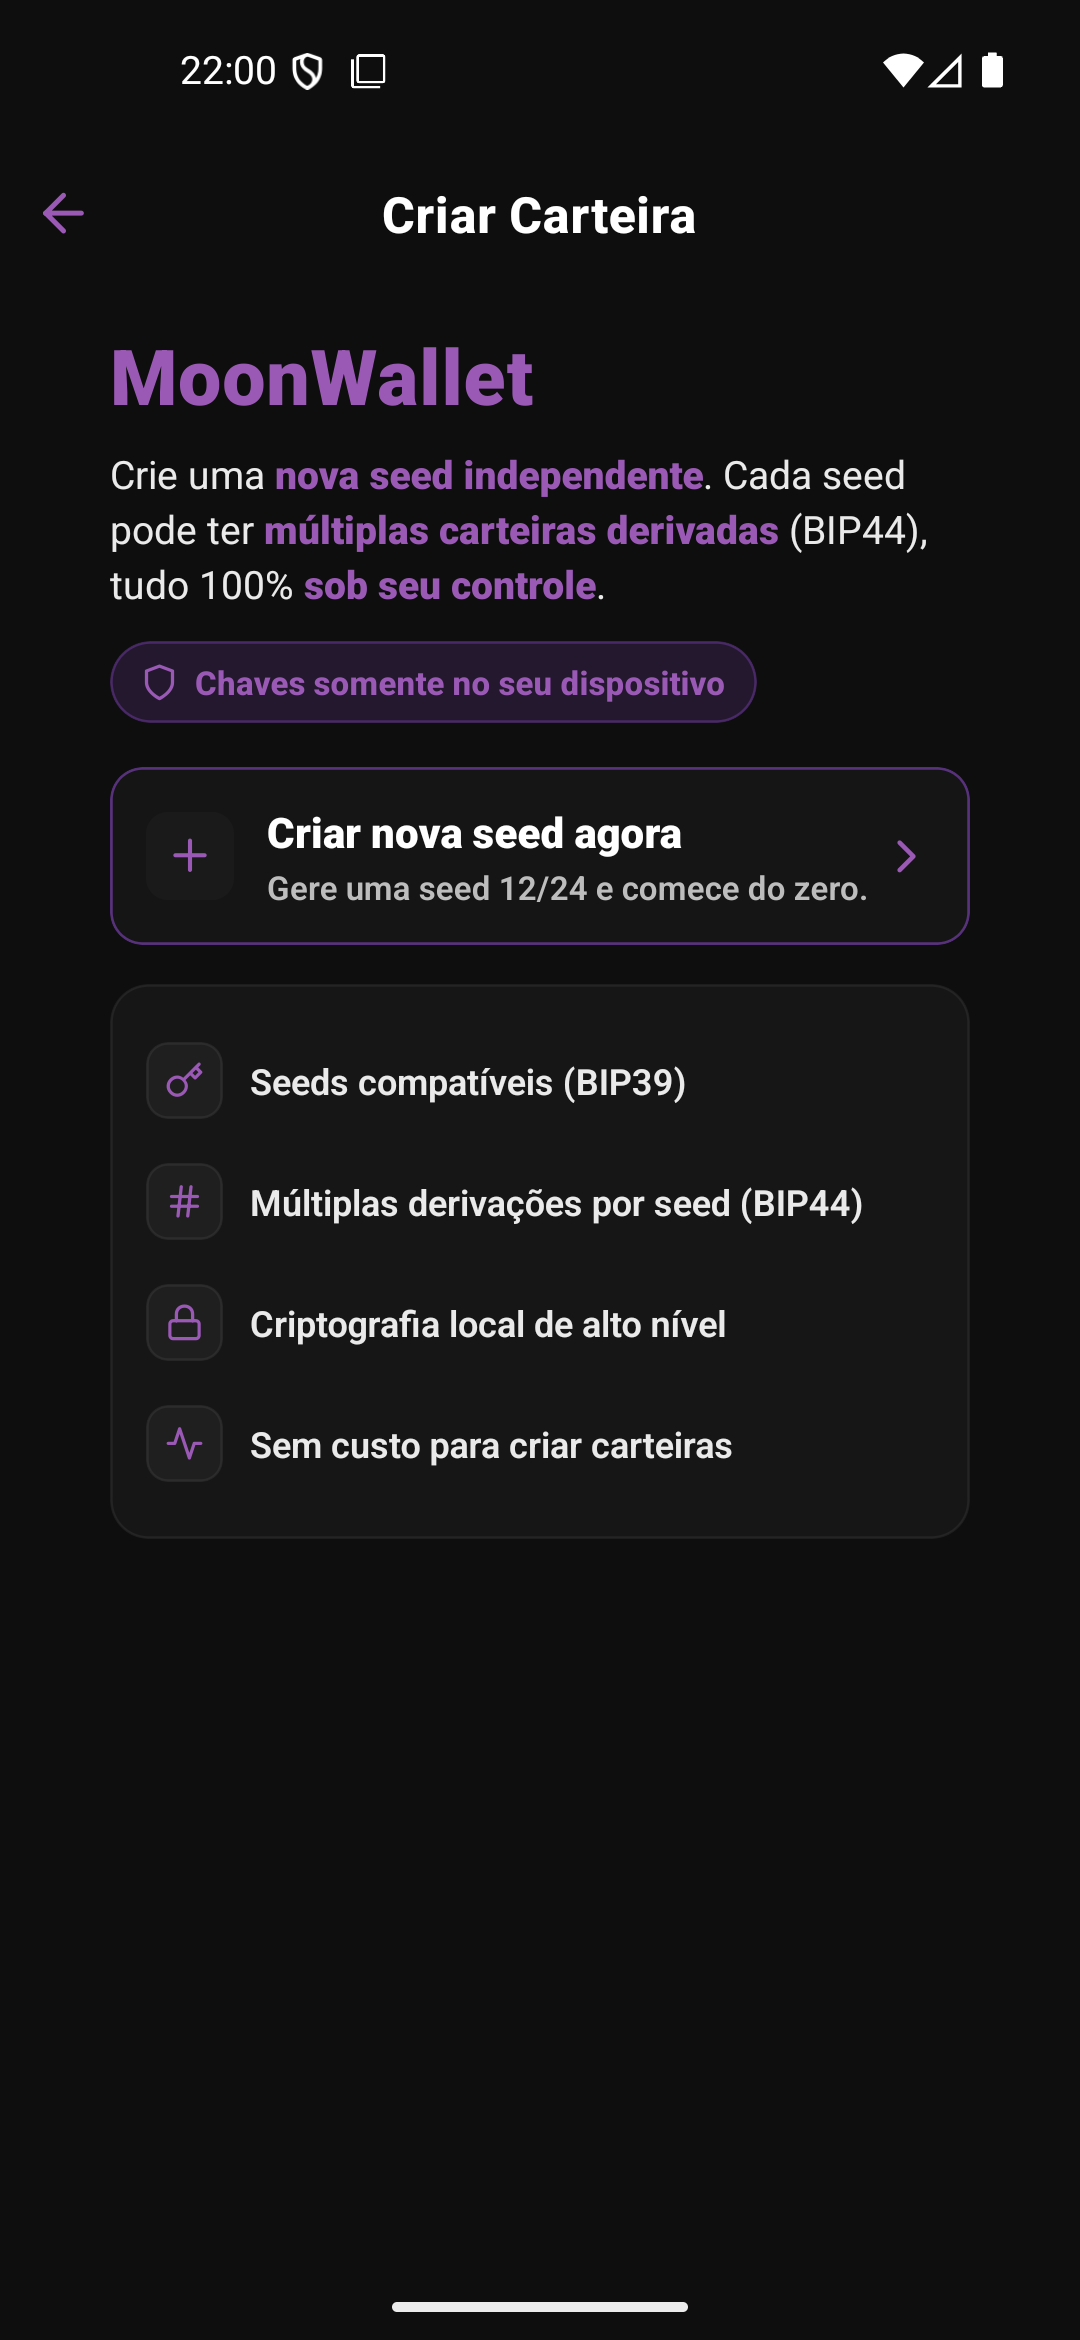 22:00
Criar Carteira
MoonWallet
Crie uma nova seed independente. Cada seed
pode ter múltiplas carteiras derivadas (BIP44),
tudo 100% sob seu controle.
Chaves somente no seu dispositivo
Criar nova seed agora
Gere uma seed 12/24 e comece do zero.
Seeds compatíveis (BIP39)
Múltiplas derivações por seed (BIP44)
Criptografia local de alto nível
Sem custo para criar carteiras